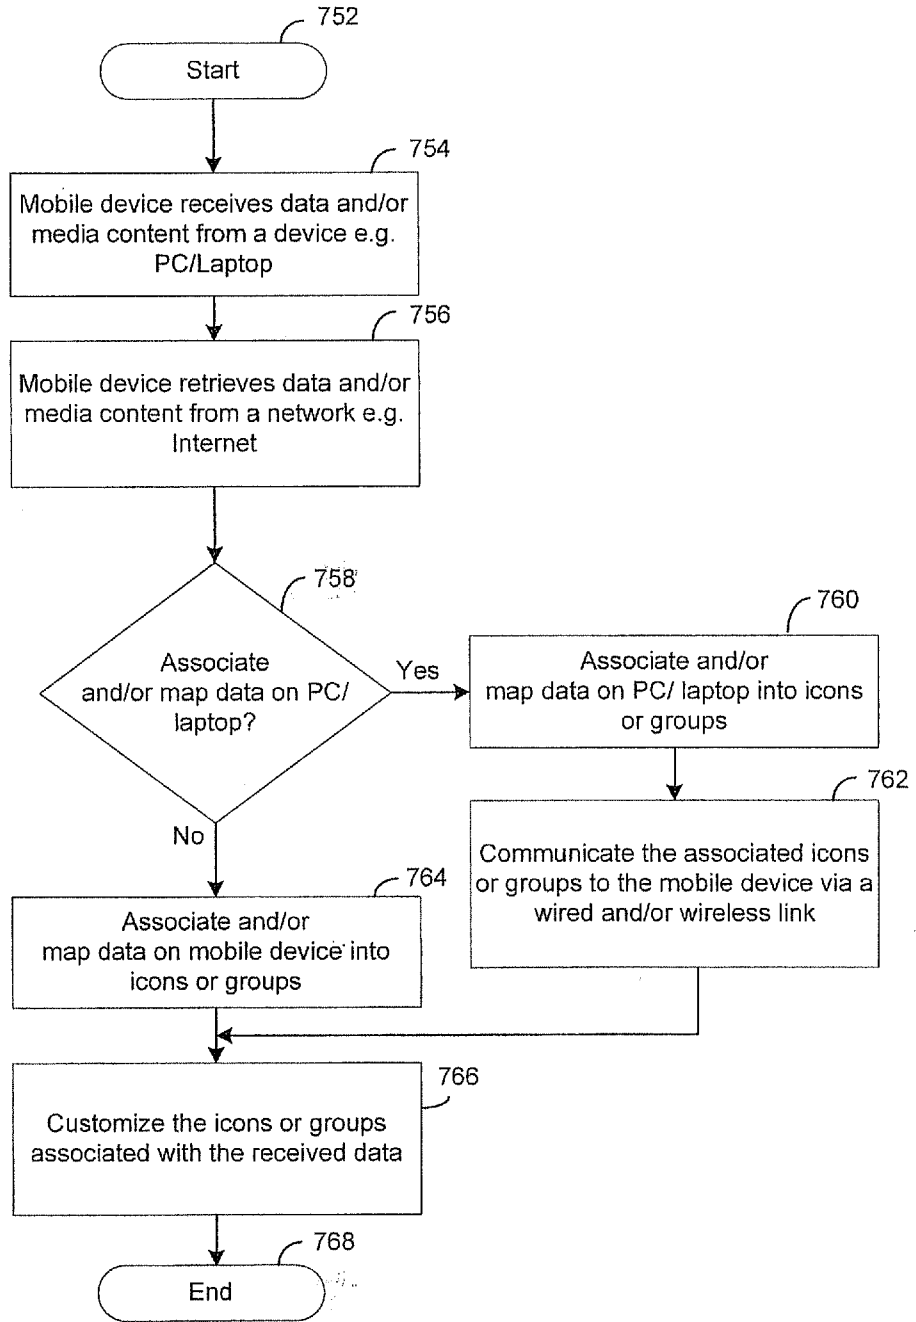 752
Start
754
Mobile device receives data and/or
media content from a device e.g.
PC/Laptop
756
Mobile device retrieves data and/or
media content from a network e.g.
Internet
758
Associate
and/or map data on PC/
laptop?
Yes
760
Associate and/or
map data on PC/ laptop into icons
or groups
762
Communicate the associated icons
or groups to the mobile device via a
wired and/or wireless link
No
764
Associate and/or
map data on mobile device into
icons or groups
766
Customize the icons or groups
associated with the received data
768
End